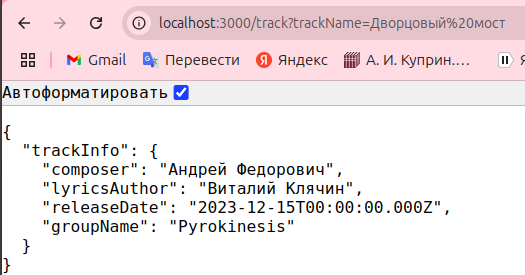 localhost:3000/track?trackName=Дворцовый%20мост
Gmail Перевести Яндекс А. И. Куприн....
Автоформатировать
{
  "trackInfo": {
    "composer": "Андрей Федорович",
    "lyricsAuthor": "Виталий Клячин",
    "releaseDate": "2023-12-15T00:00:00.000Z",
    "groupName": "Pyrokinesis"
  }
}